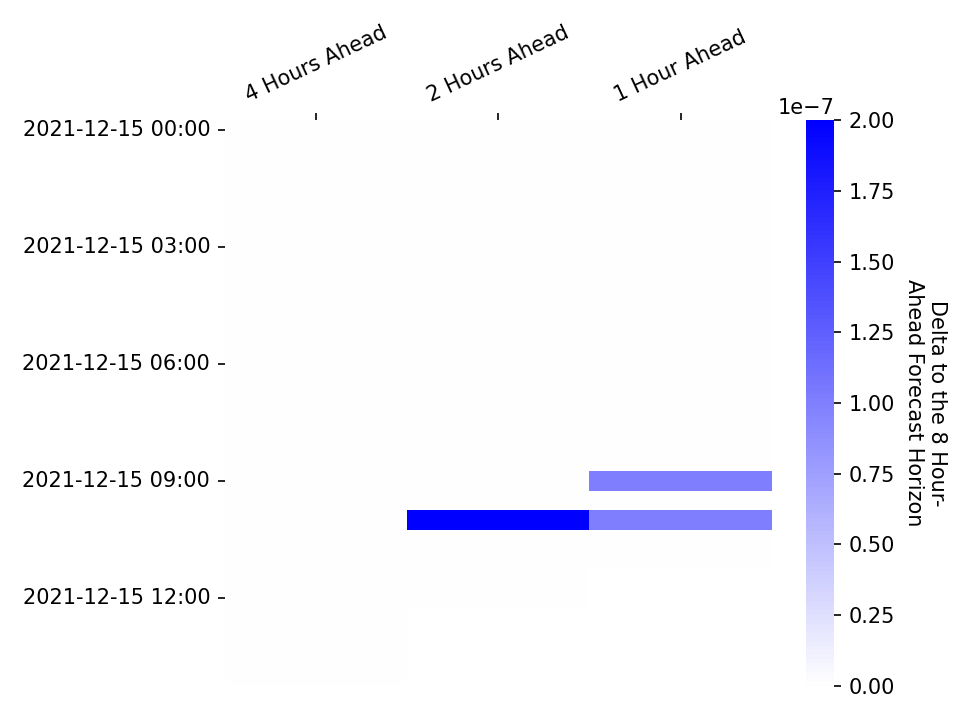 4 Hours Ahead
2 Hours Ahead
1 Hour Ahead
1e−7
2021-12-15 00:00
2021-12-15 03:00
2021-12-15 06:00
2021-12-15 09:00
2021-12-15 12:00
2.00
1.75
1.50
1.25
1.00
0.75
0.50
0.25
0.00
Delta to the 8 Hour-
Ahead Forecast Horizon